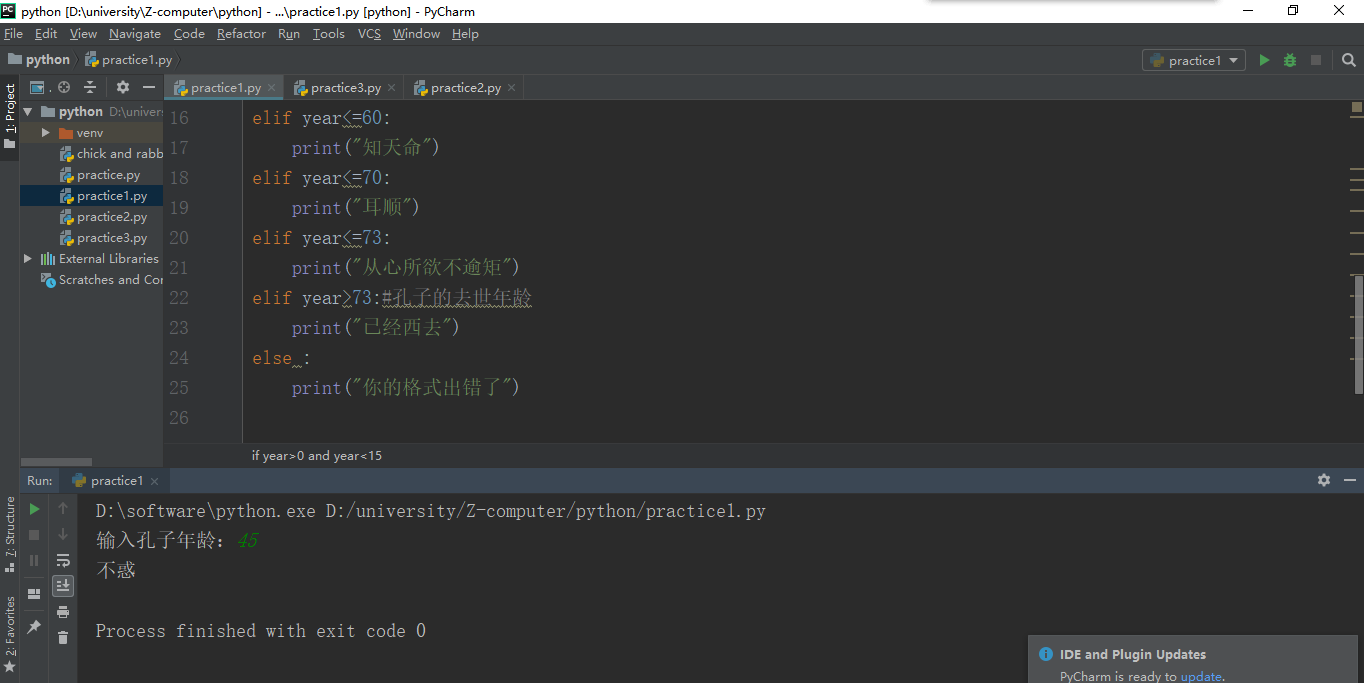 python [D:\university\Z-computer\python] - ...\practice1.py [python] - PyCharm
File Edit View Navigate Code Refactor Run Tools VCS Window Help
python practice1.py practice1
1: Project
practice1.py practice3.py practice2.py
python D:\univers
venv
chick and rabb
practice.py
practice1.py
practice2.py
practice3.py
External Libraries
Scratches and Cor
16 elif year<=60:
17 print("知天命")
18 elif year<=70:
19 print("耳顺")
20 elif year<=73:
21 print("从心所欲不逾矩")
22 elif year>73:#孔子的去世年龄
23 print("已经西去")
24 else :
25 print("你的格式出错了")
26
if year>0 and year<15
Run: practice1
7: Structure
2: Favorites
D:\software\python.exe D:/university/Z-computer/python/practice1.py
输入孔子年龄: 45
不惑
Process finished with exit code 0
IDE and Plugin Updates
PyCharm is ready to update.